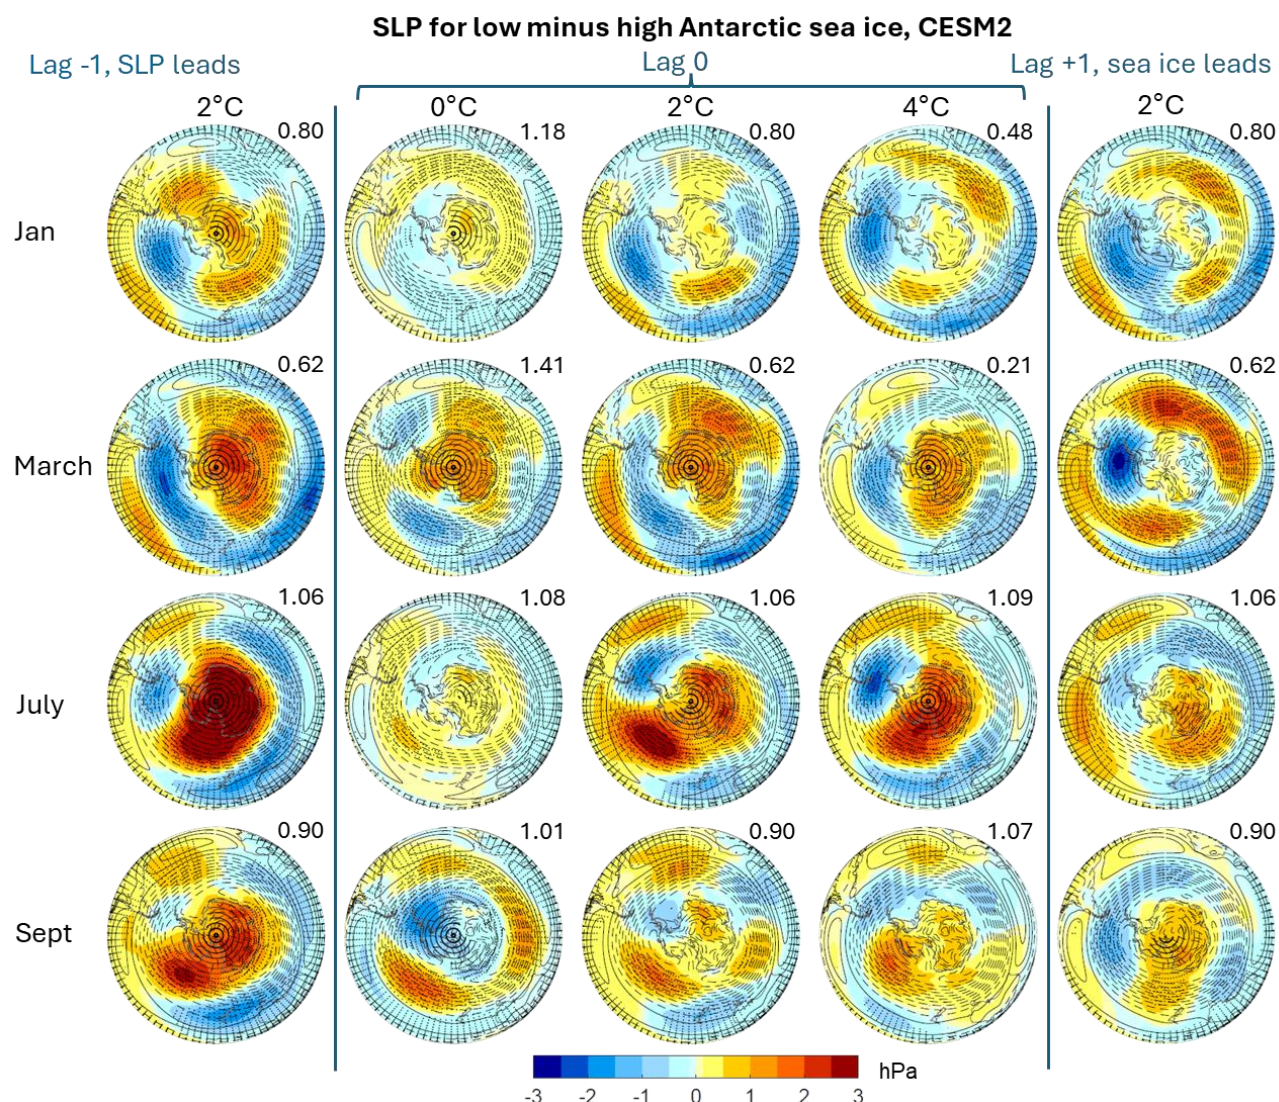 SLP for low minus high Antarctic sea ice, CESM2
Lag -1, SLP leads Lag 0 Lag +1, sea ice leads
2°C 0°C 2°C 4°C 2°C
0.80 1.18 0.80 0.48 0.80
Jan
0.62 1.41 0.62 0.21 0.62
March
1.06 1.08 1.06 1.09 1.06
July
0.90 1.01 0.90 1.07 0.90
Sept
hPa
-3 -2 -1 0 1 2 3